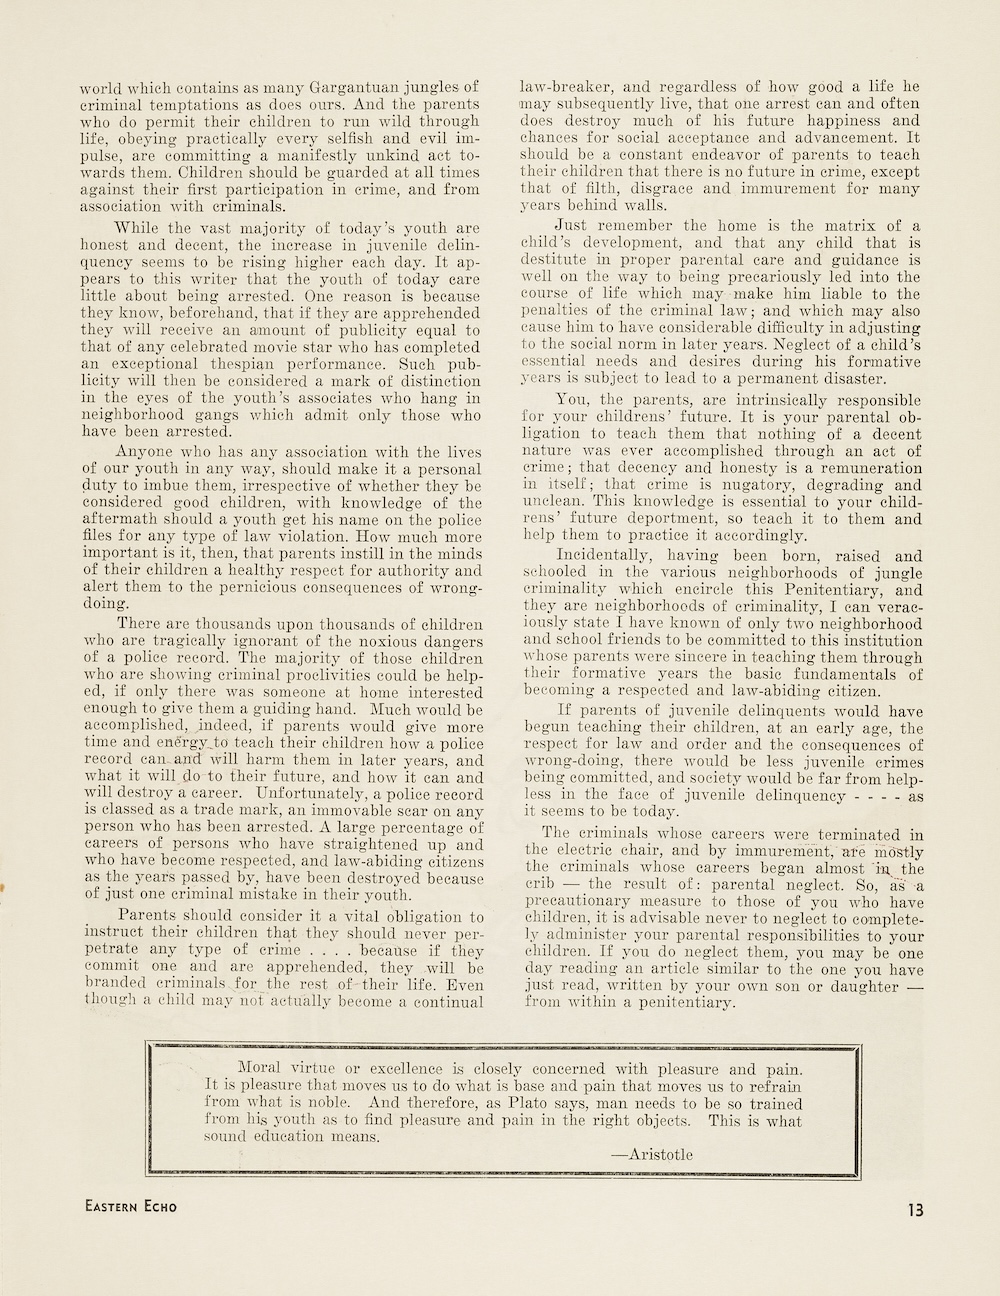 world which contains as many Gargantuan jungles of
criminal temptations as does ours. And the parents
who do permit their children to run wild through
life, obeying practically every selfish and evil im-
pulse, are committing a manifestly unkind act to-
wards them. Children should be guarded at all times
against their first participation in crime, and from
association with criminals.
While the vast majority of today's youth are
honest and decent, the increase in juvenile delin-
quency seems to be rising higher each day. It ap-
pears to this writer that the youth of today care
little about being arrested. One reason is because
they know, beforehand, that if they are apprehended
they will receive an amount of publicity equal to
that of any celebrated movie star who has completed
an exceptional thespian performance. Such pub-
licity will then be considered a mark of distinction
in the eyes of the youth's associates who hang in
neighborhood gangs which admit only those who
have been arrested.
Anyone who has any association with the lives
of our youth in any way, should make it a personal
duty to imbue them, irrespective of whether they be
considered good children, with knowledge of the
aftermath should a youth get his name on the police
files for any type of law violation. How much more
important is it, then, that parents instill in the minds
of their children a healthy respect for authority and
alert them to the pernicious consequences of wrong-
doing.
There are thousands upon thousands of children
who are tragically ignorant of the noxious dangers
of a police record. The majority of those children
who are showing criminal proclivities could be help-
ed, if only there was someone at home interested
enough to give them a guiding hand. Much would be
accomplished, indeed, if parents would give more
time and energy to teach their children how a police
record can and will harm them in later years, and
what it will do to their future, and how it can and
will destroy a career. Unfortunately, a police record
is classed as a trade mark, an immovable scar on any
person who has been arrested. A large percentage of
careers of persons who have straightened up and
who have become respected, and law-abiding citizens
as the years passed by, have been destroyed because
of just one criminal mistake in their youth.
Parents should consider it a vital obligation to
instruct their children that they should never per-
petrate any type of crime . . . . because if they
commit one and are apprehended, they will be
branded criminals for the rest of their life. Even
though a child may not actually become a continual
law-breaker, and regardless of how good a life he
may subsequently live, that one arrest can and often
does destroy much of his future happiness and
chances for social acceptance and advancement. It
should be a constant endeavor of parents to teach
their children that there is no future in crime, except
that of filth, disgrace and immurement for many
years behind walls.
Just remember the home is the matrix of a
child's development, and that any child that is
destitute in proper parental care and guidance is
well on the way to being precariously led into the
course of life which may make him liable to the
penalties of the criminal law; and which may also
cause him to have considerable difficulty in adjusting
to the social norm in later years. Neglect of a child's
essential needs and desires during his formative
years is subject to lead to a permanent disaster.
You, the parents, are intrinsically responsible
for your childrens' future. It is your parental ob-
ligation to teach them that nothing of a decent
nature was ever accomplished through an act of
crime; that decency and honesty is a remuneration
in itself; that crime is nugatory, degrading and
unclean. This knowledge is essential to your child-
rens' future deportment, so teach it to them and
help them to practice it accordingly.
Incidentally, having been born, raised and
schooled in the various neighborhoods of jungle
criminality which encircle this Penitentiary, and
they are neighborhoods of criminality, I can verac-
iously state I have known of only two neighborhood
and school friends to be committed to this institution
whose parents were sincere in teaching them through
their formative years the basic fundamentals of
becoming a respected and law-abiding citizen.
If parents of juvenile delinquents would have
begun teaching their children, at an early age, the
respect for law and order and the consequences of
wrong-doing, there would be less juvenile crimes
being committed, and society would be far from help-
less in the face of juvenile delinquency - - - - as
it seems to be today.
The criminals whose careers were terminated in
the electric chair, and by immurement, are mostly
the criminals whose careers began almost in the
crib — the result of: parental neglect. So, as a
precautionary measure to those of you who have
children, it is advisable never to neglect to complete-
ly administer your parental responsibilities to your
children. If you do neglect them, you may be one
day reading an article similar to the one you have
just read, written by your own son or daughter —
from within a penitentiary.
Moral virtue or excellence is closely concerned with pleasure and pain.
It is pleasure that moves us to do what is base and pain that moves us to refrain
from what is noble. And therefore, as Plato says, man needs to be so trained
from his youth as to find pleasure and pain in the right objects. This is what
sound education means.
—Aristotle
EASTERN ECHO
13